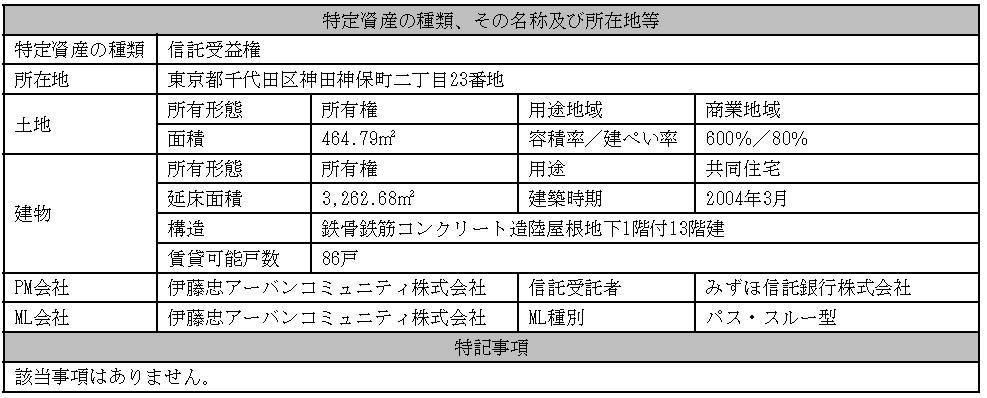 特定資産の種類、その名称及び所在地等
特定資産の種類 信託受益権
所在地 東京都千代田区神田神保町二丁目23番地
土地 所有形態 所有権 用途地域 商業地域
面積 464.79㎡ 容積率／建ぺい率 600％／80％
建物 所有形態 所有権 用途 共同住宅
延床面積 3,262.68㎡ 建築時期 2004年3月
構造 鉄骨鉄筋コンクリート造陸屋根地下1階付13階建
賃貸可能戸数 86戸
PM会社 伊藤忠アーバンコミュニティ株式会社 信託受託者 みずほ信託銀行株式会社
ML会社 伊藤忠アーバンコミュニティ株式会社 ML種別 パス・スルー型
特記事項
該当事項はありません。